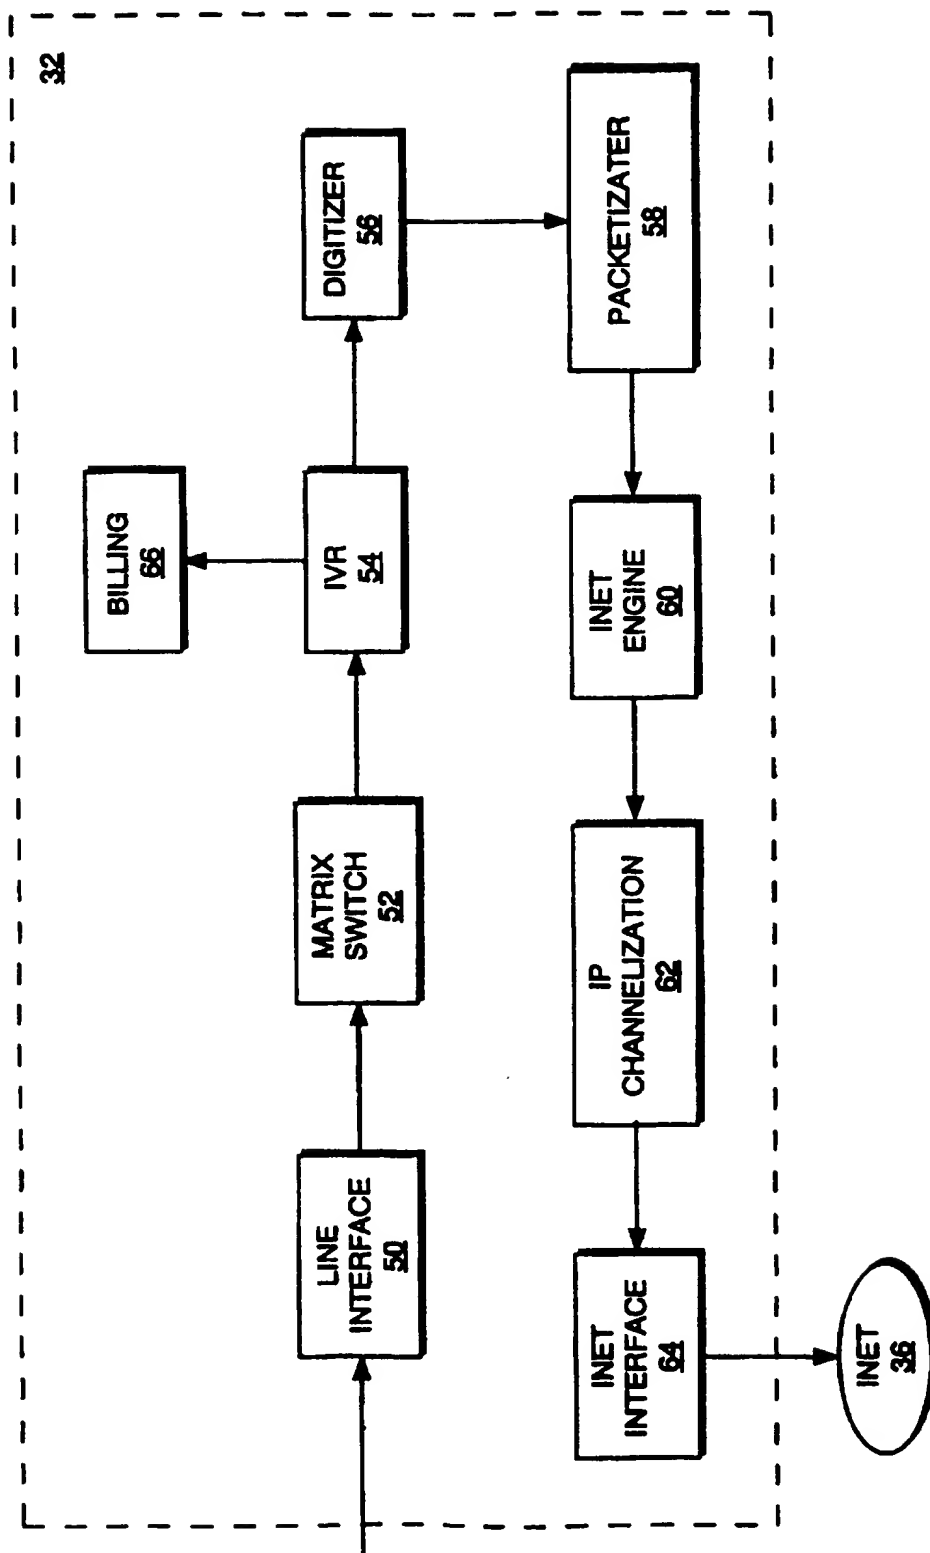 32
BILLING
66
LINE
INTERFACE
50
MATRIX
SWITCH
52
IVR
54
DIGITIZER
56
INET
INTERFACE
64
IP
CHANNELIZATION
62
INET
ENGINE
60
PACKETIZATER
58
INET
36